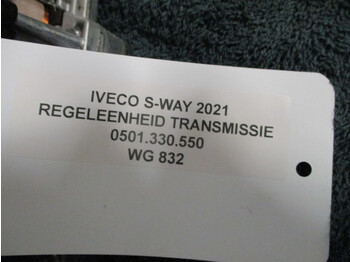 IVECO S-WAY 2021
REGELEENHEID TRANSMISSIE
0501.330.550
WG 832